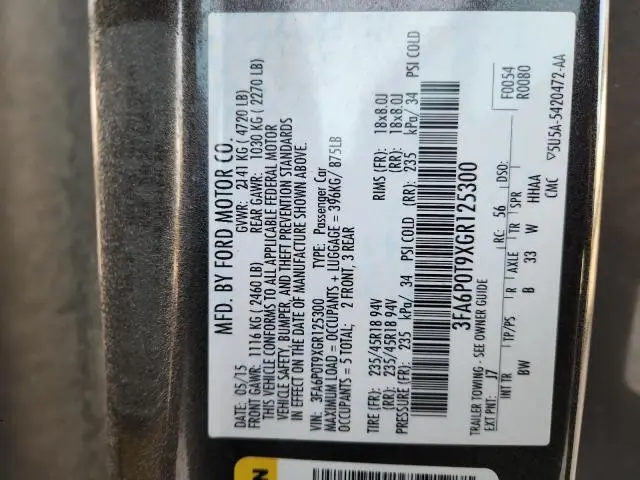 MFD. BY FORD MOTOR CO.
DATE: 05/15 GVWR: 2141 KG ( 4720 LB)
FRONT GAWR: 1116 KG ( 2460 LB) REAR GAWR: 1030 KG ( 2270 LB)
THIS VEHICLE CONFORMS TO ALL APPLICABLE FEDERAL MOTOR
VEHICLE SAFETY, BUMPER, AND THEFT PREVENTION STANDARDS
IN EFFECT ON THE DATE OF MANUFACTURE SHOWN ABOVE.
VIN: 3FA6P0T9XGR125300 TYPE: Passenger Car
MAXIMUM LOAD = OCCUPANTS + LUGGAGE = 396KG/ 875LB
OCCUPANTS = 5 TOTAL; 2 FRONT, 3 REAR
TIRE (FR): 235/45R18 94V RIMS (FR): 18x8.0J
(RR): 235/45R18 94V (RR): 18x8.0J
PRESSURE (FR): 235 kPa/ 34 PSI COLD (RR): 235 kPa/ 34 PSI COLD
3FA6P0T9XGR125300
TRAILER TOWING - SEE OWNER GUIDE F0054
EXT PNT: J7 RC: 56 DSO: R0080
INT TR TP/PS R AXLE TR SPR
BW B 33 W HHAA
CMC ▽5U5A-5420472-AA
N